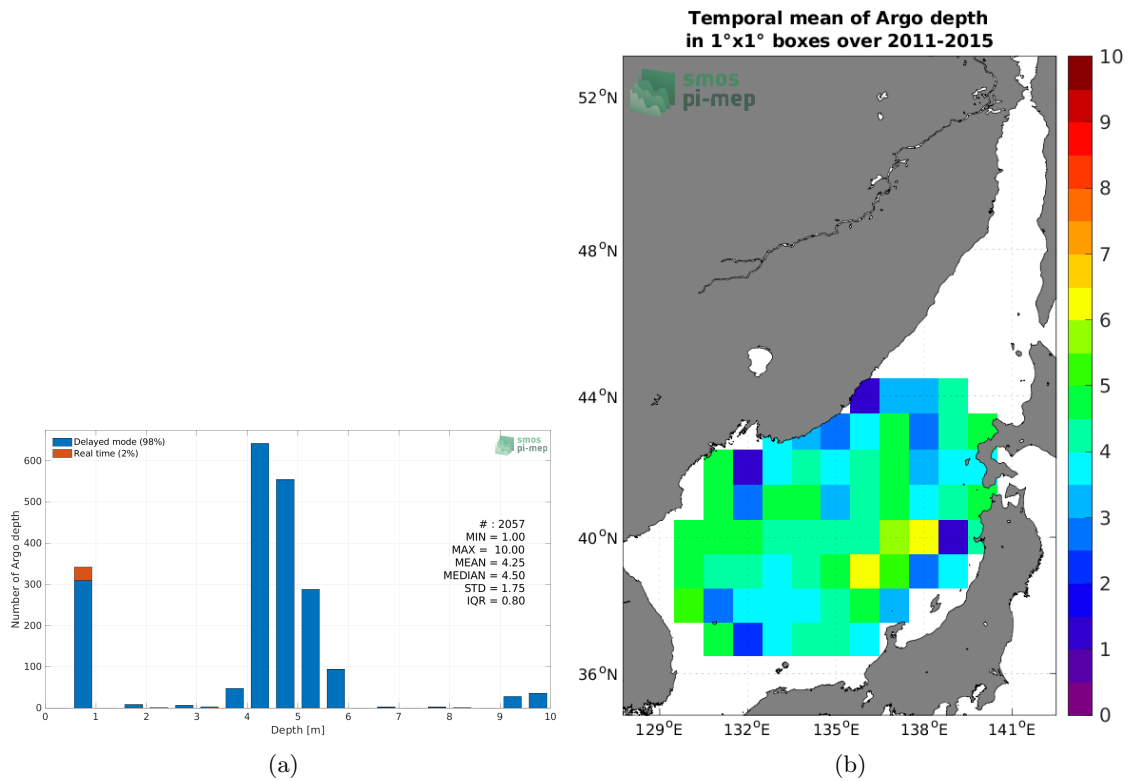 Temporal mean of Argo depth
in 1°x1° boxes over 2011-2015
smos
pi-mep
52°N
48°N
44°N
40°N
36°N
129°E
132°E
135°E
138°E
141°E
10
9
8
7
6
5
4
3
2
1
0
Delayed mode (98%)
Real time (2%)
smos
pi-mep
# : 2057
MIN = 1.00
MAX = 10.00
MEAN = 4.25
MEDIAN = 4.50
STD = 1.75
IQR = 0.80
Number of Argo depth
600
500
400
300
200
100
0
0 1 2 3 4 5 6 7 8 9 10
Depth [m]
(a)
(b)